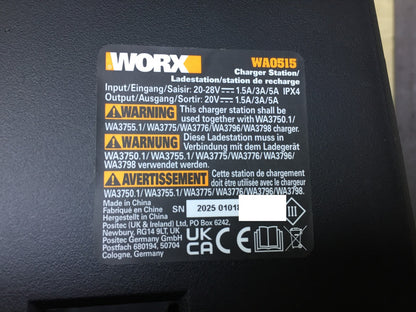 WORX
WA0515
Charger Station/
Ladestation/station de recharge
Input/Eingang/Saisir: 20-28V⎓1.5A/3A/5A IPX4
Output/Ausgang/Sortir: 20V⎓1.5A/3A/5A
WARNING This charger station shall be
used together with WA3750.1/
WA3755.1/ WA3775/WA3776/WA3796/WA3798 charger.
WARNUNG Diese Ladestation muss in
Verbindung mit dem Ladegerät
WA3750.1/ WA3755.1/ WA3775/ WA3776/ WA3796/
WA3798 verwendet werden.
AVERTISSEMENT Cette station de chargement
doit être utilisée avec le chargeur
WA3750.1/ WA3755.1/ WA3775/ WA3776/WA3796/WA3798.
Made in China
Fabriqué en Chine
Hergestellt in China
SN 2025 01018
Positec (UK & Ireland) Ltd, PO Box 6242,
Newbury, RG14 9LT, UK
Positec Germany GmbH
Postfach 680194, 50704
Cologne, Germany
UK
CA
CE
III